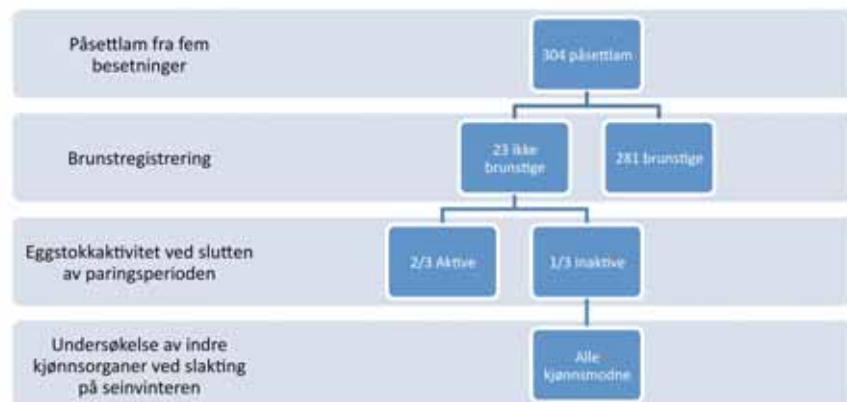 Påsettlam fra fem
besetninger
304 påsettlam
Brunstregistrering
23 ikke
brunstige
281 brunstige
Eggstokkaktivitet ved slutten
av paringsperioden
2/3 Aktive
1/3 inaktive
Undersøkelse av indre
kjønnsorganer ved slakting
på seinvinteren
Alle
kjønnsmodne